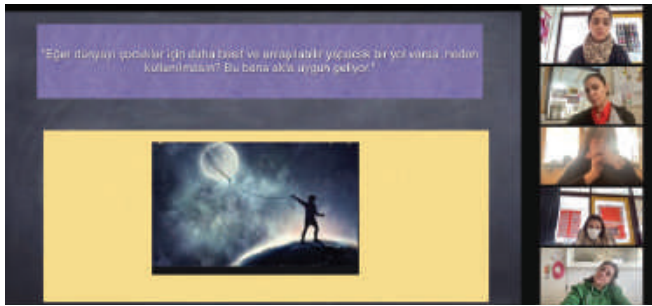 "Eğer dünyayı çocuklar için daha basit ve anlaşılabilir yapacak bir yol varsa, neden
kullanılmasın? Bu bana akla uygun geliyor."